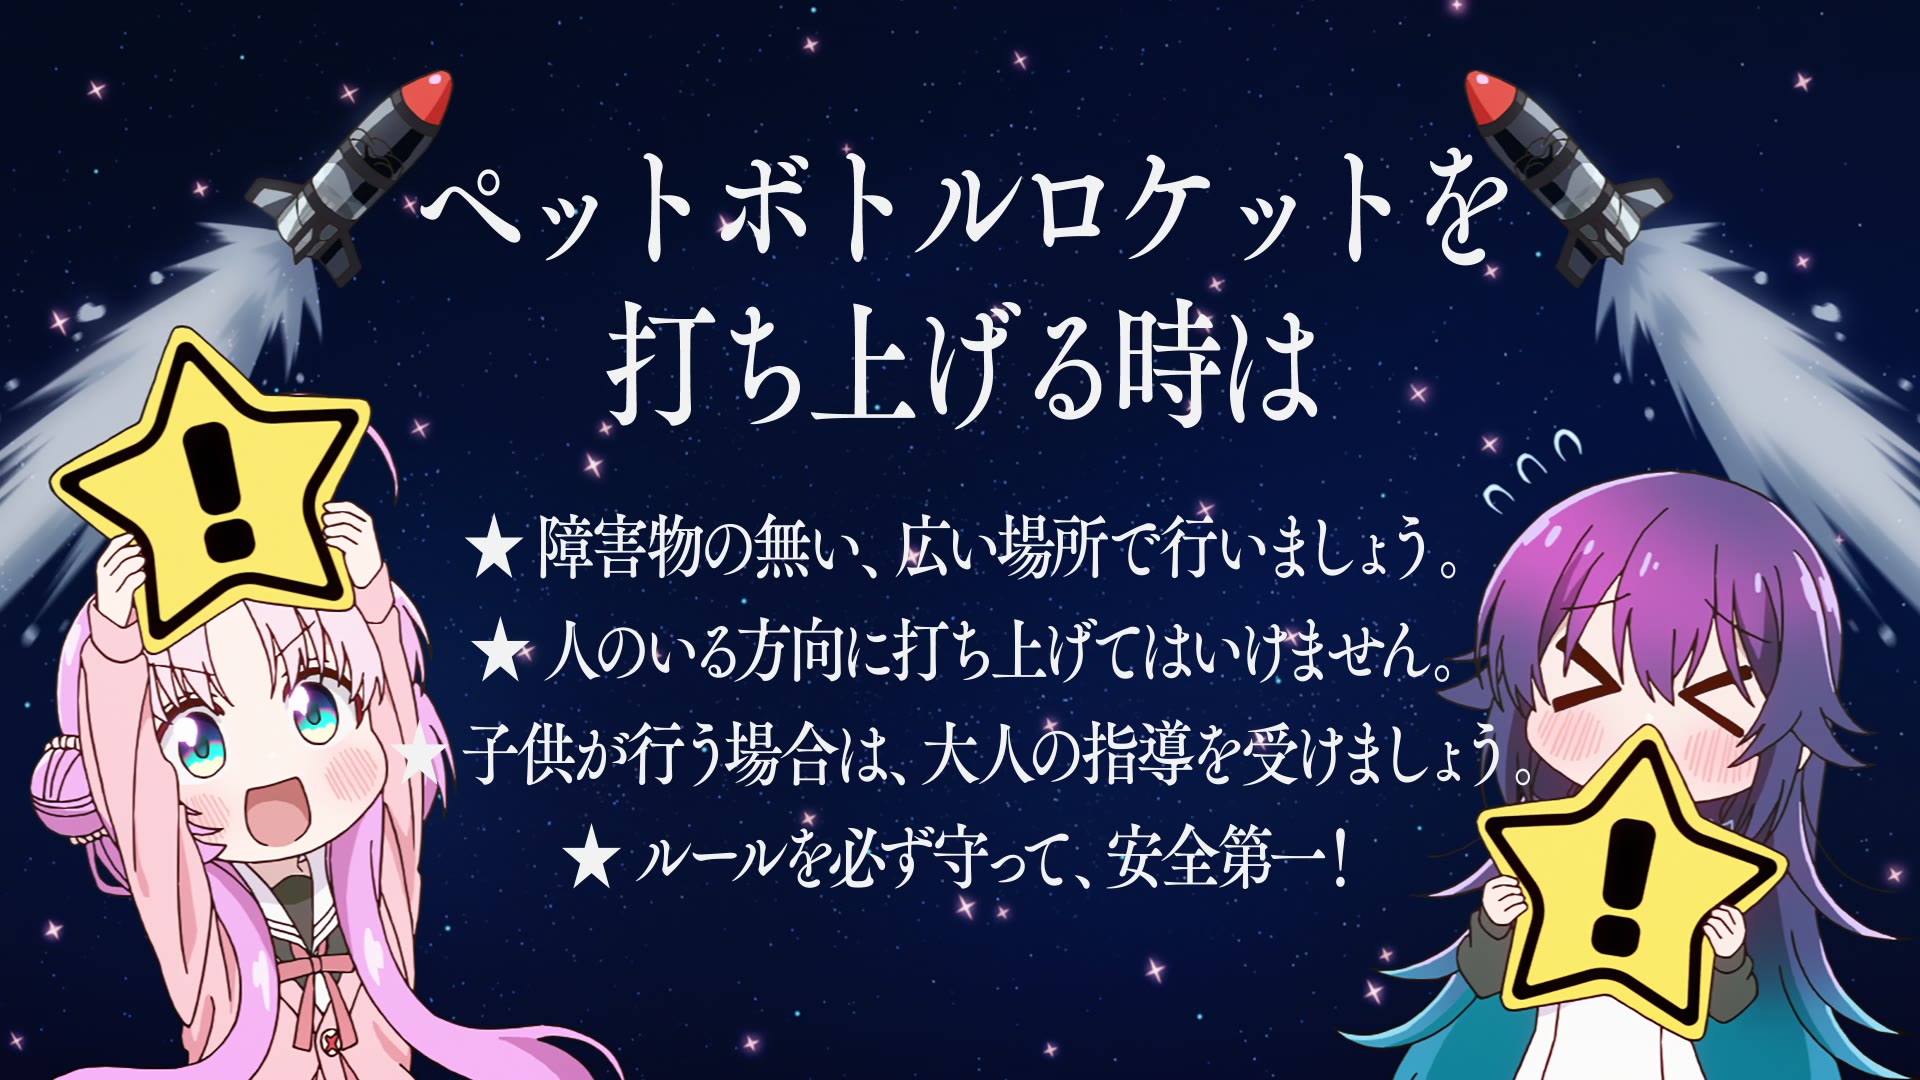 ペットボトルロケットを
打ち上げる時は
★ 障害物の無い、広い場所で行いましょう。
★ 人のいる方向に打ち上げてはいけません。
★ 子供が行う場合は、大人の指導を受けましょう。
★ ルールを必ず守って、安全第一！
!
!